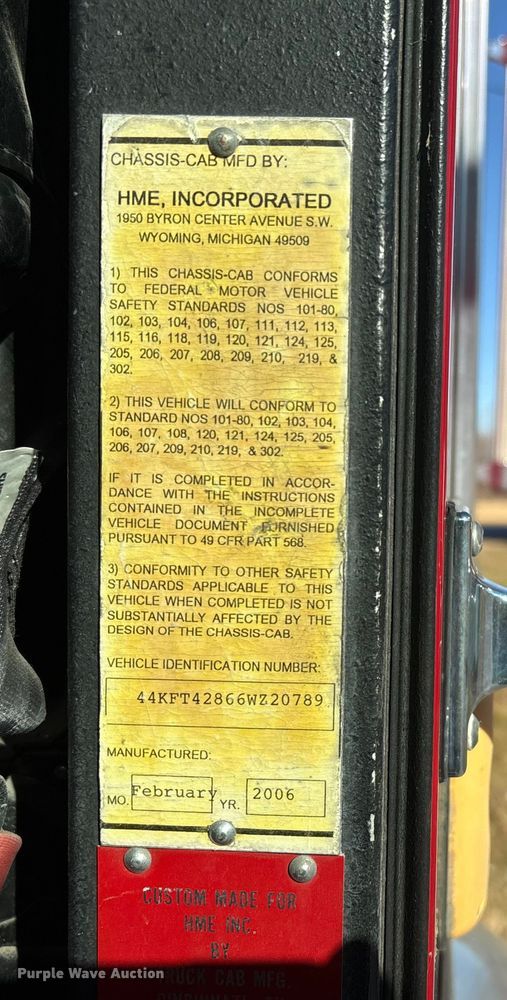 CHASSIS-CAB MFD BY:
HME, INCORPORATED
1950 BYRON CENTER AVENUE S.W.
WYOMING, MICHIGAN 49509
1) THIS CHASSIS-CAB CONFORMS
TO FEDERAL MOTOR VEHICLE
SAFETY STANDARDS NOS 101-80,
102, 103, 104, 106, 107, 111, 112, 113,
115, 116, 118, 119, 120, 121, 124, 125,
205, 206, 207, 208, 209, 210, 219, &
302.
2) THIS VEHICLE WILL CONFORM TO
STANDARD NOS 101-80, 102, 103, 104,
106, 107, 108, 120, 121, 124, 125, 205,
206, 207, 209, 210, 219, & 302.
IF IT IS COMPLETED IN ACCOR-
DANCE WITH THE INSTRUCTIONS
CONTAINED IN THE INCOMPLETE
VEHICLE DOCUMENT FURNISHED
PURSUANT TO 49 CFR PART 568.
3) CONFORMITY TO OTHER SAFETY
STANDARDS APPLICABLE TO THIS
VEHICLE WHEN COMPLETED IS NOT
SUBSTANTIALLY AFFECTED BY THE
DESIGN OF THE CHASSIS-CAB.
VEHICLE IDENTIFICATION NUMBER:
44KFT42866WZ20789
MANUFACTURED:
MO. February YR. 2006
CUSTOM MADE FOR
HME INC.
BY
TRUCK CAB MFG.
Purple Wave Auction